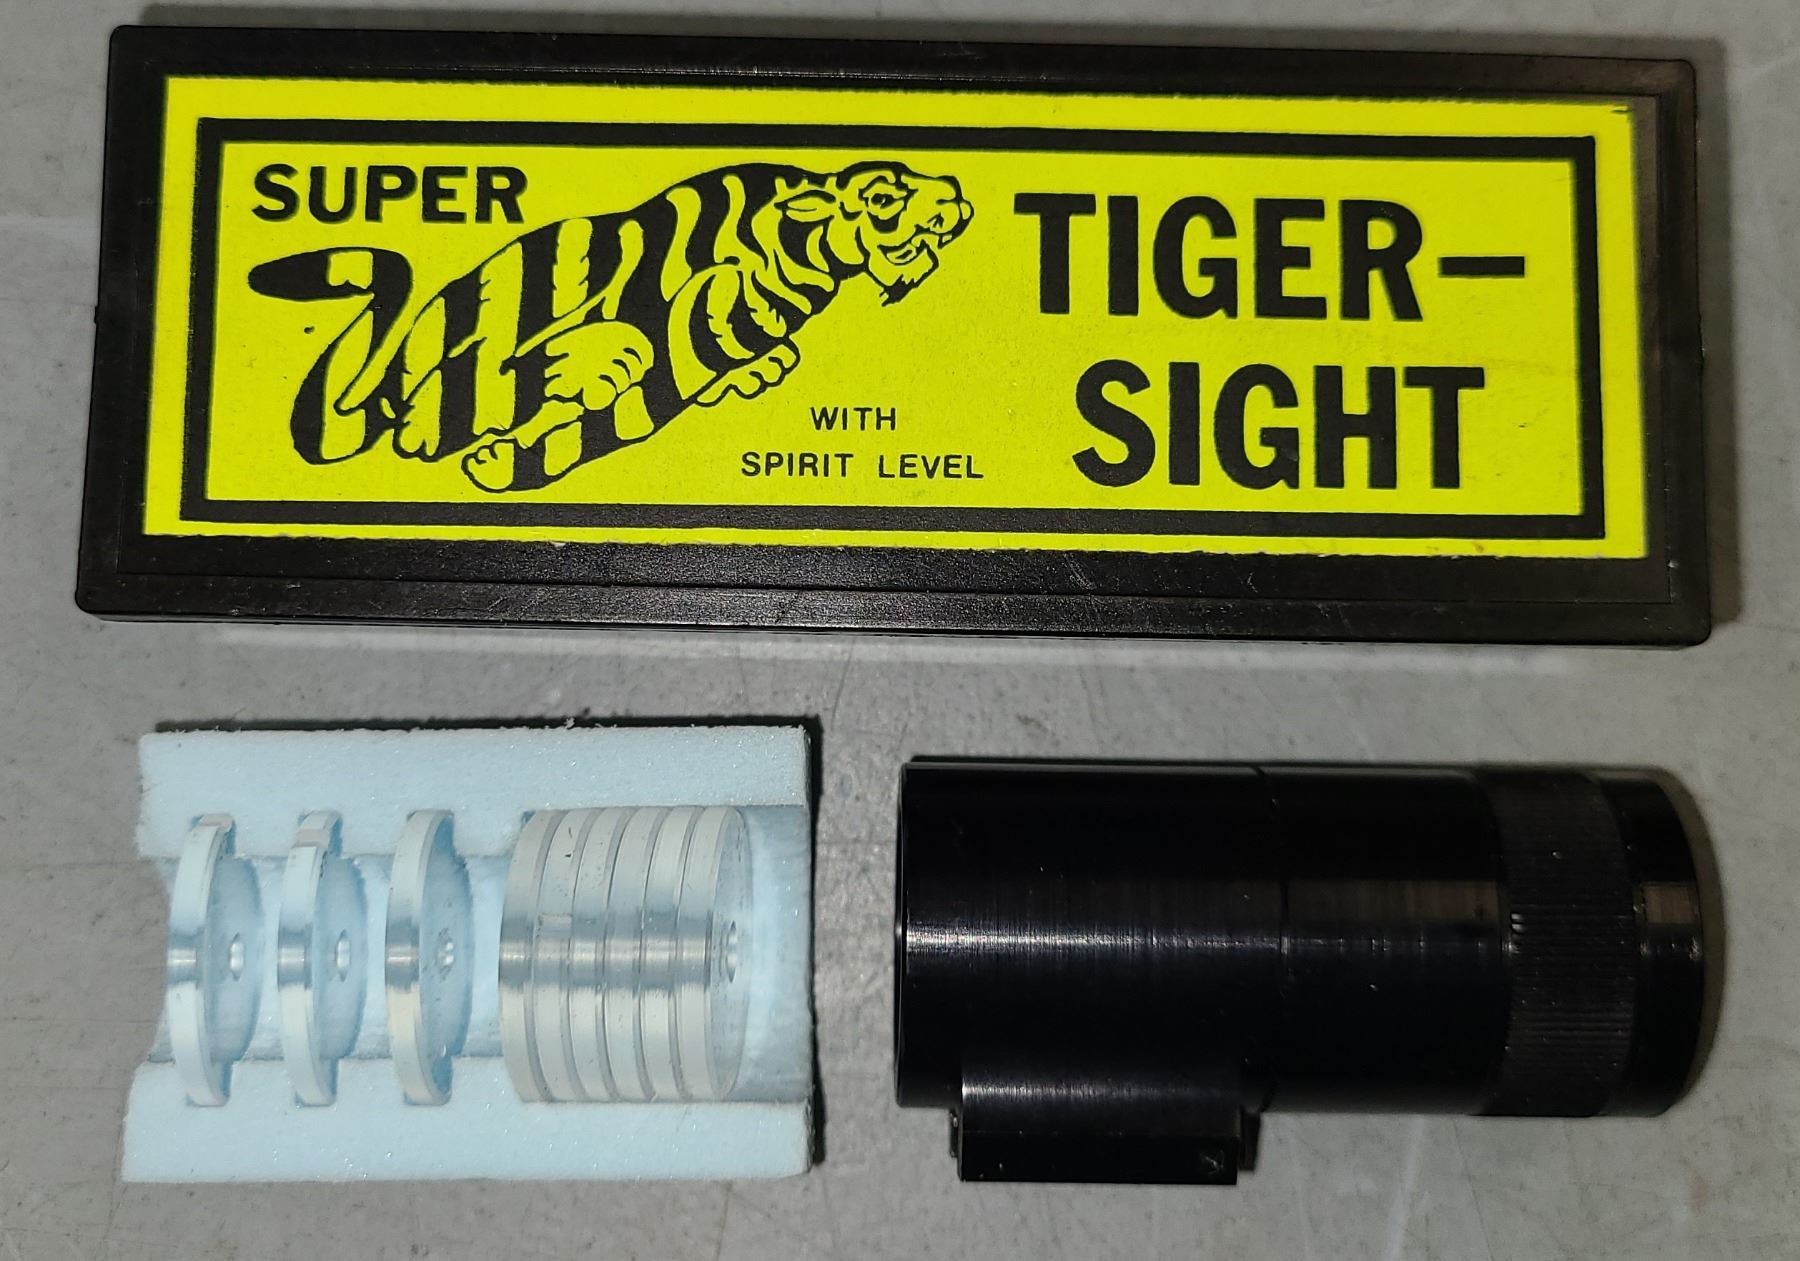 SUPER
TIGER-
SIGHT
WITH
SPIRIT LEVEL